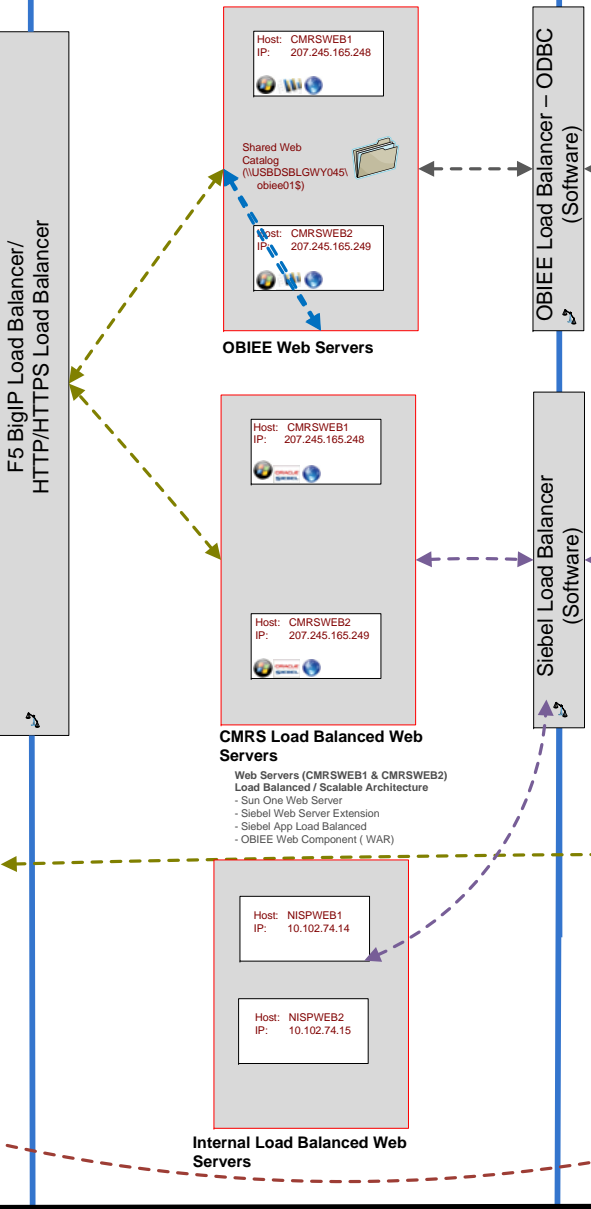 F5 BigIP Load Balancer/
HTTP/HTTPS Load Balancer
Host: CMRSWEB1
IP: 207.245.165.248
Shared Web
Catalog
(\\USBDSBLGWY045\
obiee01$)
Host: CMRSWEB2
IP: 207.245.165.249
OBIEE Web Servers
OBIEE Load Balancer – ODBC
(Software)
Host: CMRSWEB1
IP: 207.245.165.248
ORACLE
SIEBEL
Host: CMRSWEB2
IP: 207.245.165.249
ORACLE
SIEBEL
CMRS Load Balanced Web
Servers
Siebel Load Balancer
(Software)
Web Servers (CMRSWEB1 & CMRSWEB2)
Load Balanced / Scalable Architecture
- Sun One Web Server
- Siebel Web Server Extension
- Siebel App Load Balanced
- OBIEE Web Component ( WAR)
Host: NISPWEB1
IP: 10.102.74.14
Host: NISPWEB2
IP: 10.102.74.15
Internal Load Balanced Web
Servers